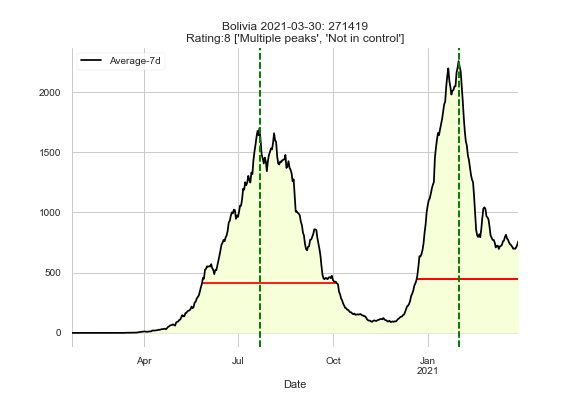 Bolivia 2021-03-30: 271419
Rating:8 ['Multiple peaks', 'Not in control']
Average-7d
2000
1500
1000
500
0
Apr
Jul
Oct
Jan
2021
Date